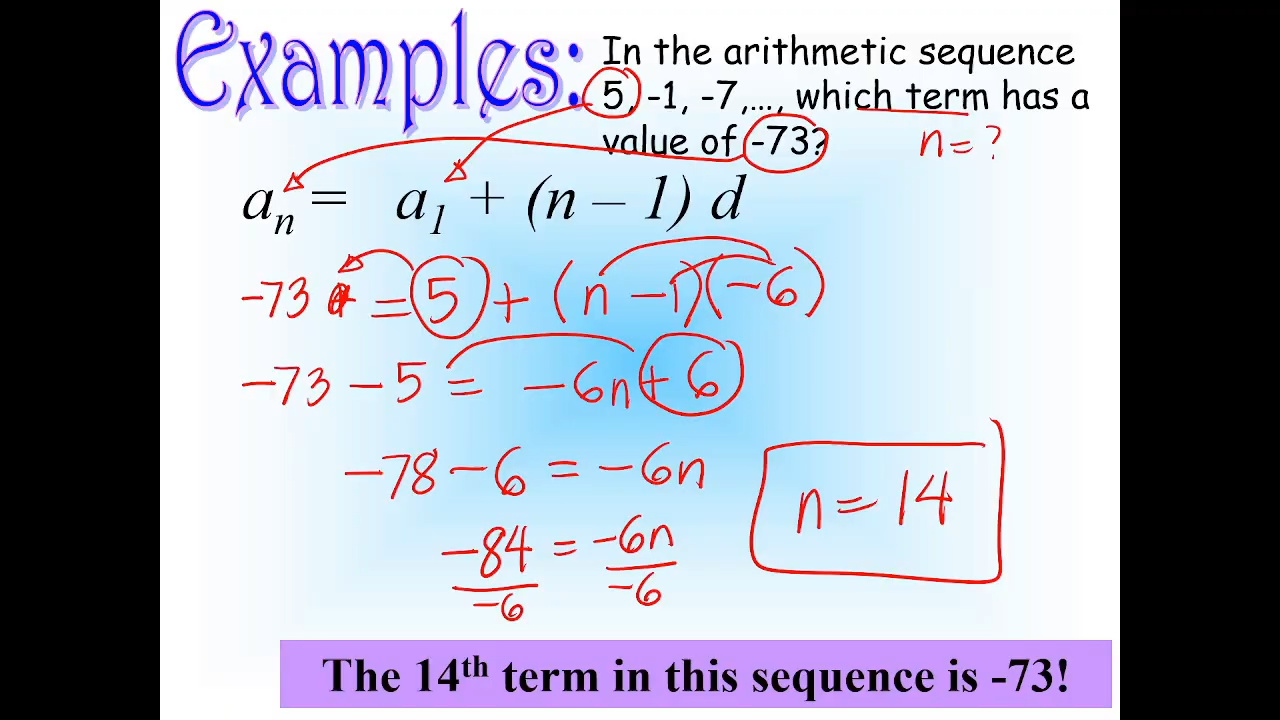 Examples:
In the arithmetic sequence
5, -1, -7,…, which term has a
value of -73?
n = ?
aₙ = a₁ + (n – 1) d
-73 = 5 + (n - 1)(-6)
-73 - 5 = -6n + 6
-78 - 6 = -6n
-84 = -6n
-6 -6
n = 14
The 14th term in this sequence is -73!